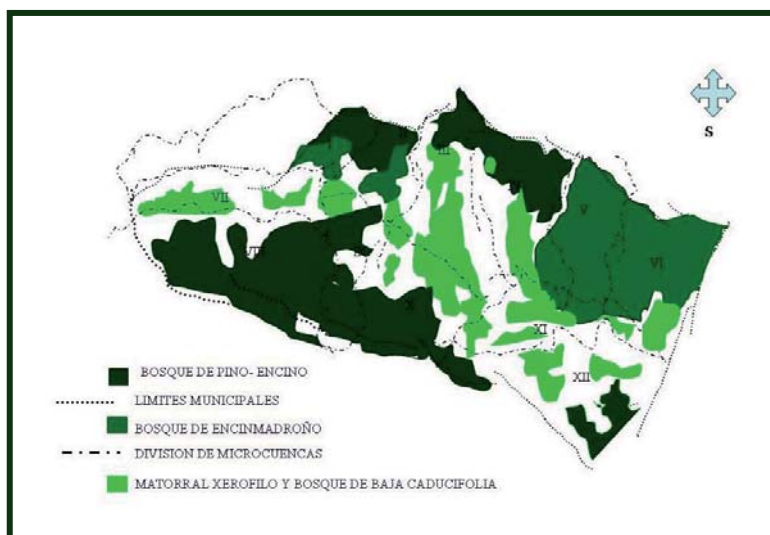 S
III
VII
V
VI
X
XI
XII
BOSQUE DE PINO- ENCINO
LIMITES MUNICIPALES
BOSQUE DE ENCINMADROÑO
DIVISION DE MICROCUENCAS
MATORRAL XEROFILO Y BOSQUE DE BAJA CADUCIFOLIA